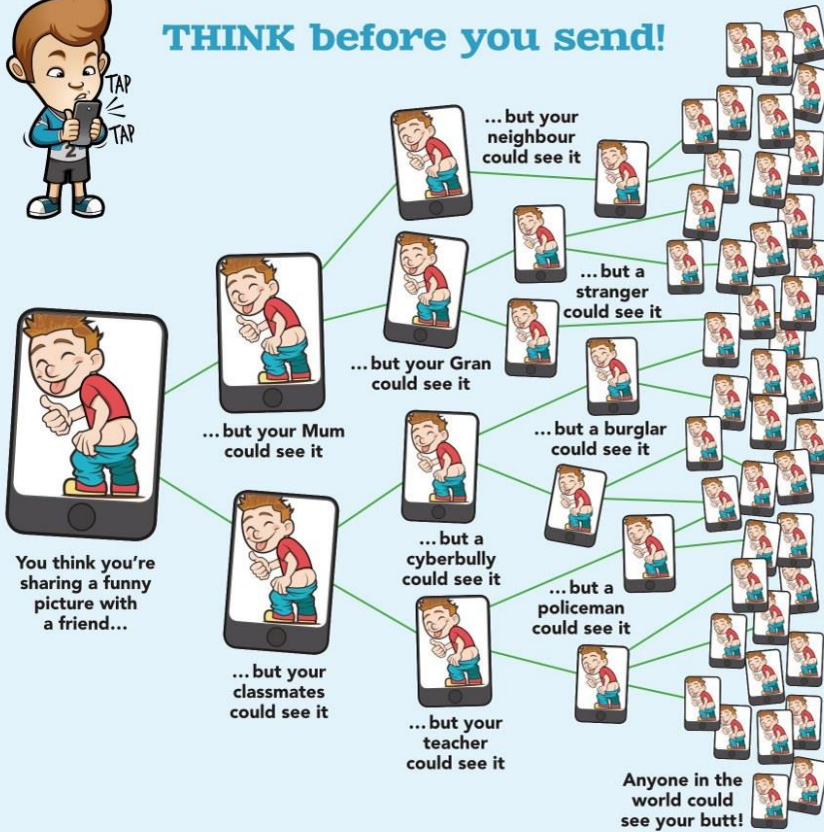 THINK before you send!
TAP
TAP
2
...but your
neighbour
could see it
...but a
stranger
could see it
...but your Gran
could see it
...but your Mum
could see it
...but a burglar
could see it
...but a
cyberbully
could see it
You think you're
sharing a funny
picture with
a friend...
...but a
policeman
could see it
...but your
classmates
could see it
...but your
teacher
could see it
Anyone in the
world could
see your butt!